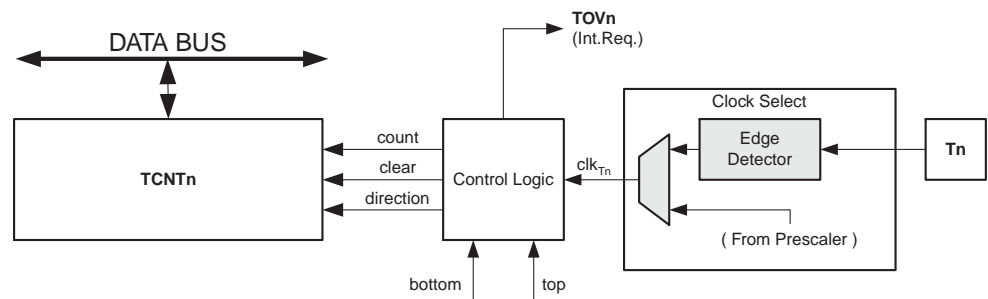 TOVn
(Int.Req.)
DATA BUS
Clock Select
TCNTn
count
clear
direction
Control Logic
clkTn
Edge
Detector
Tn
( From Prescaler )
bottom
top